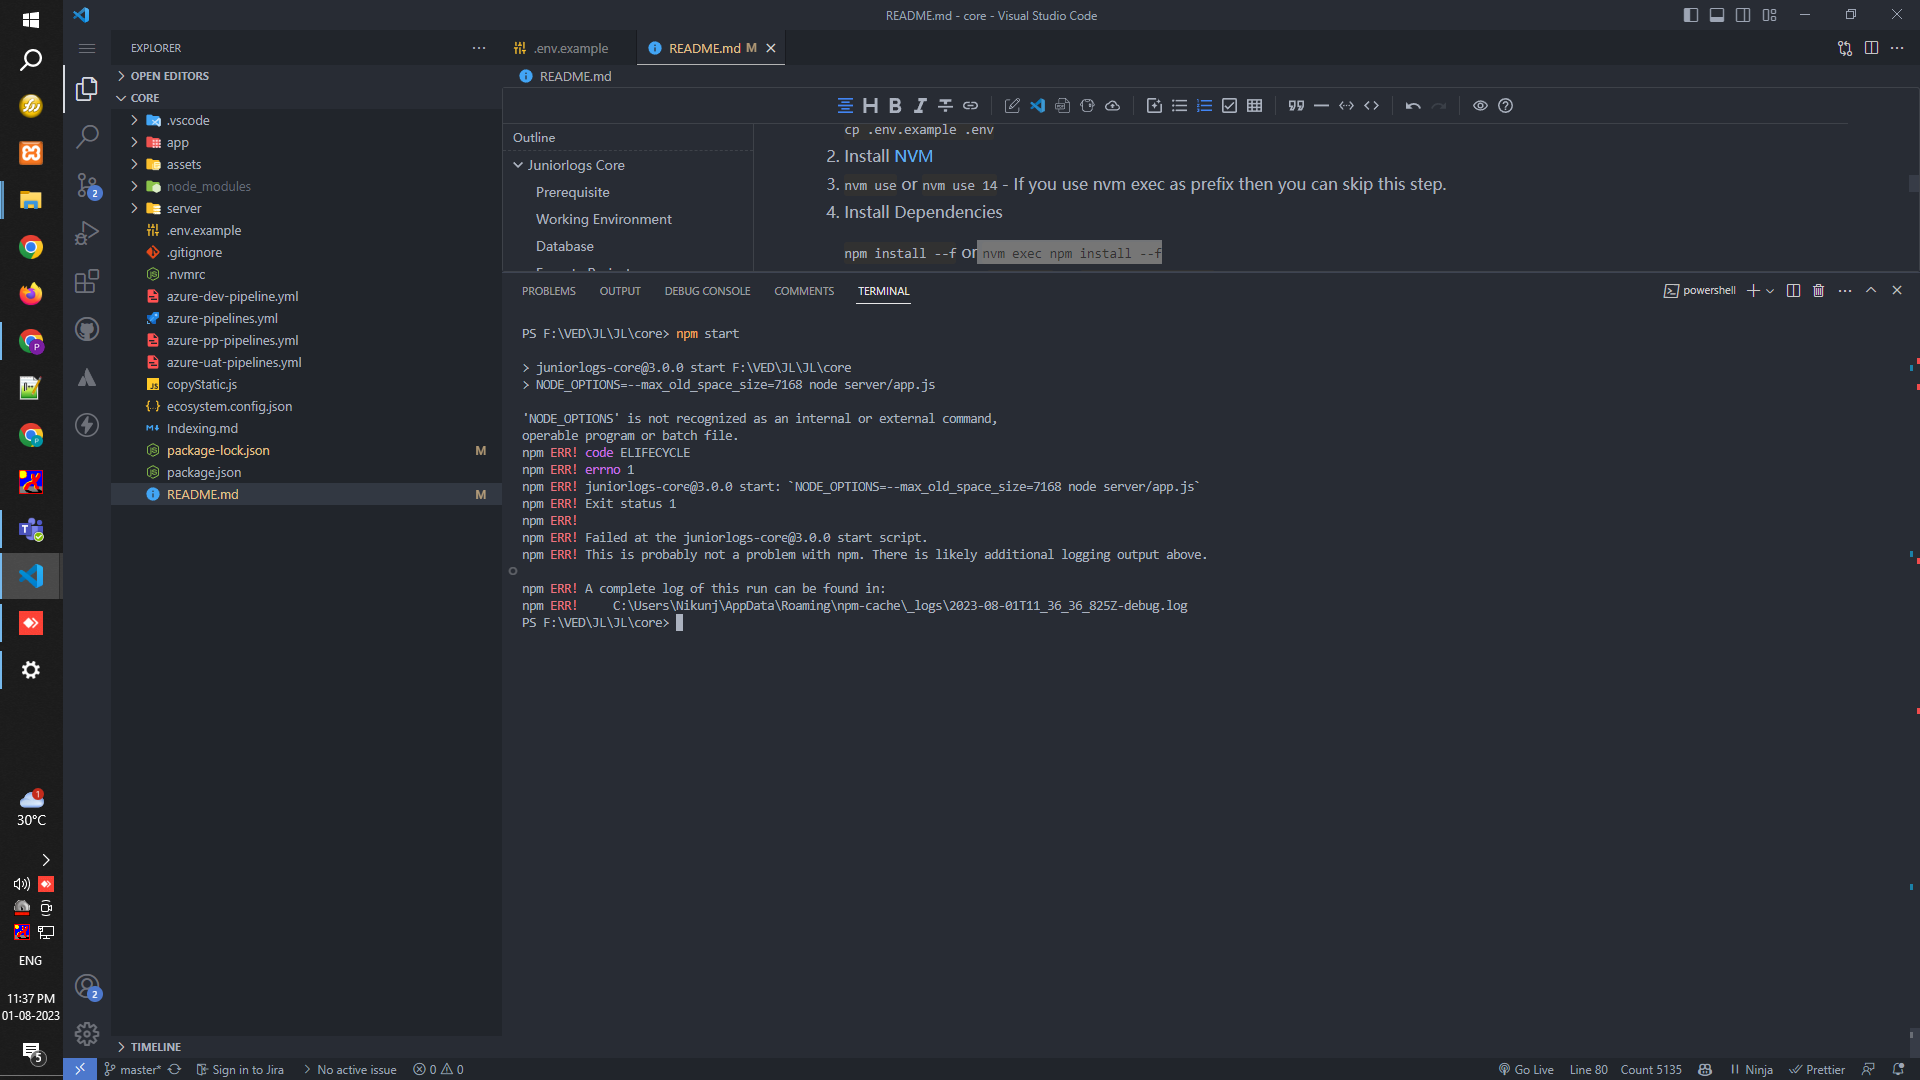 README.md - core - Visual Studio Code
EXPLORER
.env.example
README.md M
OPEN EDITORS
CORE
.vscode
app
assets
node_modules
server
.env.example
.gitignore
.nvmrc
azure-dev-pipeline.yml
azure-pipelines.yml
azure-pp-pipelines.yml
azure-uat-pipelines.yml
copyStatic.js
ecosystem.config.json
Indexing.md
package-lock.json M
package.json
README.md M
TIMELINE
README.md
Outline
Juniorlogs Core
Prerequisite
Working Environment
Database
cp .env.example .env
2. Install NVM
3. nvm use or nvm use 14 - If you use nvm exec as prefix then you can skip this step.
4. Install Dependencies
npm install --f or nvm exec npm install --f
PROBLEMS OUTPUT DEBUG CONSOLE COMMENTS TERMINAL
powershell
PS F:\VED\JL\JL\core> npm start
> juniorlogs-core@3.0.0 start F:\VED\JL\JL\core
> NODE_OPTIONS=--max_old_space_size=7168 node server/app.js
'NODE_OPTIONS' is not recognized as an internal or external command,
operable program or batch file.
npm ERR! code ELIFECYCLE
npm ERR! errno 1
npm ERR! juniorlogs-core@3.0.0 start: `NODE_OPTIONS=--max_old_space_size=7168 node server/app.js`
npm ERR! Exit status 1
npm ERR!
npm ERR! Failed at the juniorlogs-core@3.0.0 start script.
npm ERR! This is probably not a problem with npm. There is likely additional logging output above.
npm ERR! A complete log of this run can be found in:
npm ERR!     C:\Users\Nikunj\AppData\Roaming\npm-cache\_logs\2023-08-01T11_36_36_825Z-debug.log
PS F:\VED\JL\JL\core>
2
2
1
30°C
ENG
11:37 PM
01-08-2023
5
master* Sign in to Jira No active issue 0 0
Go Live Line 80 Count 5135 Ninja Prettier